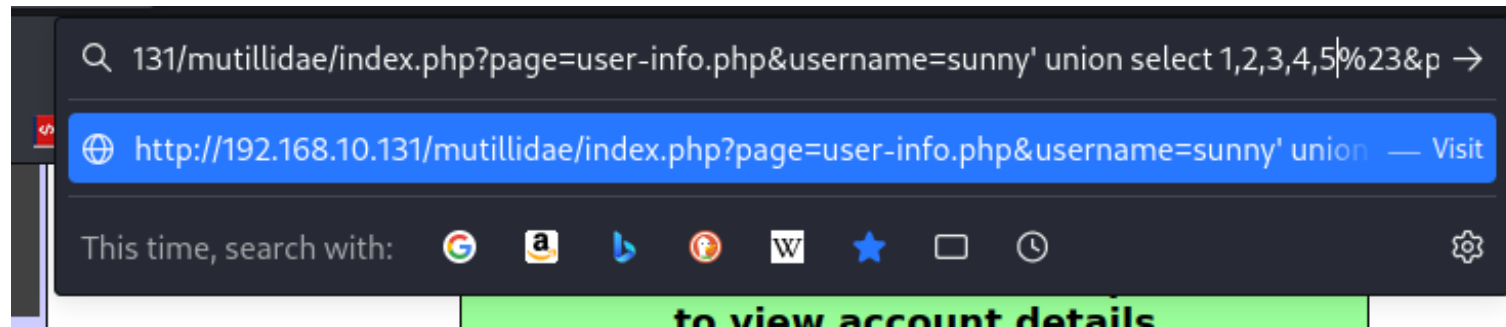 131/mutillidae/index.php?page=user-info.php&username=sunny' union select 1,2,3,4,5%23&p
http://192.168.10.131/mutillidae/index.php?page=user-info.php&username=sunny' union — Visit
This time, search with:
to view account details